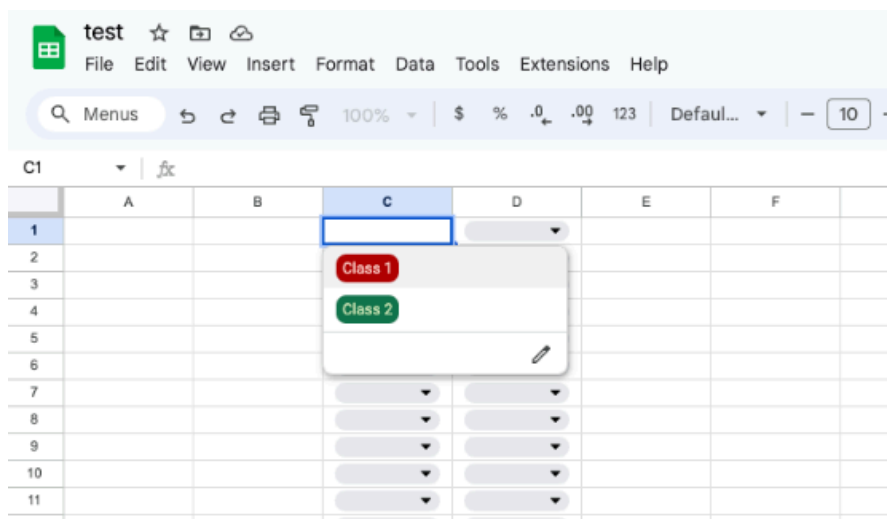 test
File Edit View Insert Format Data Tools Extensions Help
Menus 100% $ % .0 .00 123 Defaul... 10
C1 fx
A B C D E F
1
2
Class 1
3
4
Class 2
5
6
7
8
9
10
11